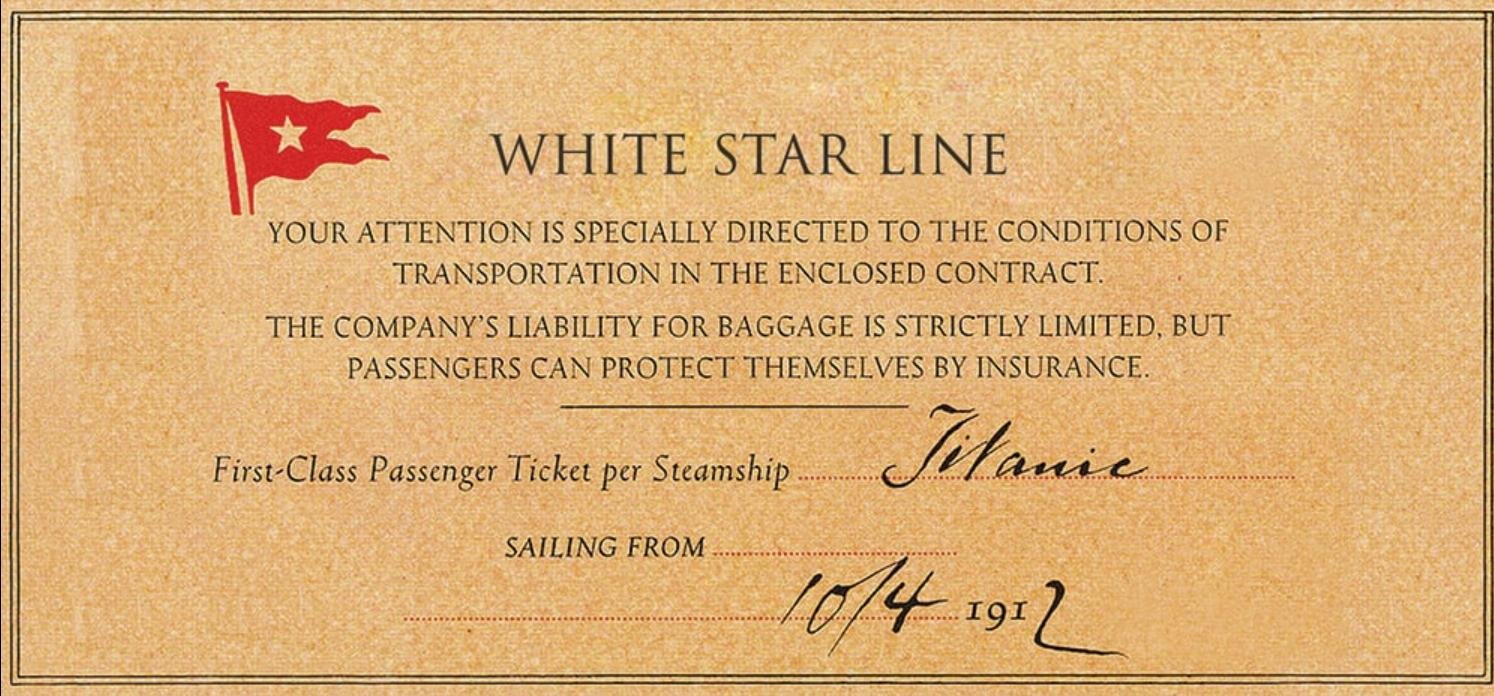 WHITE STAR LINE
YOUR ATTENTION IS SPECIALLY DIRECTED TO THE CONDITIONS OF
TRANSPORTATION IN THE ENCLOSED CONTRACT.
THE COMPANY'S LIABILITY FOR BAGGAGE IS STRICTLY LIMITED, BUT
PASSENGERS CAN PROTECT THEMSELVES BY INSURANCE.
First-Class Passenger Ticket per Steamship Titanic
SAILING FROM
10/4 1912